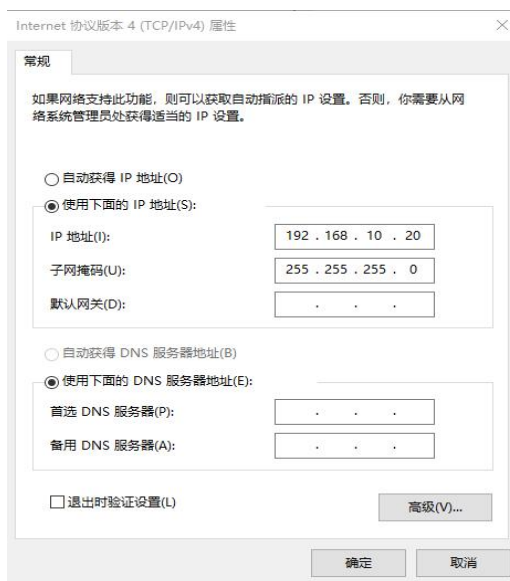 Internet 协议版本 4 (TCP/IPv4) 属性
常规
如果网络支持此功能，则可以获取自动指派的 IP 设置。否则，你需要从网
络系统管理员处获得适当的 IP 设置。
自动获得 IP 地址(O)
使用下面的 IP 地址(S):
IP 地址(I):
192 . 168 . 10 . 20
子网掩码(U):
255 . 255 . 255 . 0
默认网关(D):
. . .
自动获得 DNS 服务器地址(B)
使用下面的 DNS 服务器地址(E):
首选 DNS 服务器(P):
. . .
备用 DNS 服务器(A):
. . .
退出时验证设置(L)
高级(V)...
确定
取消